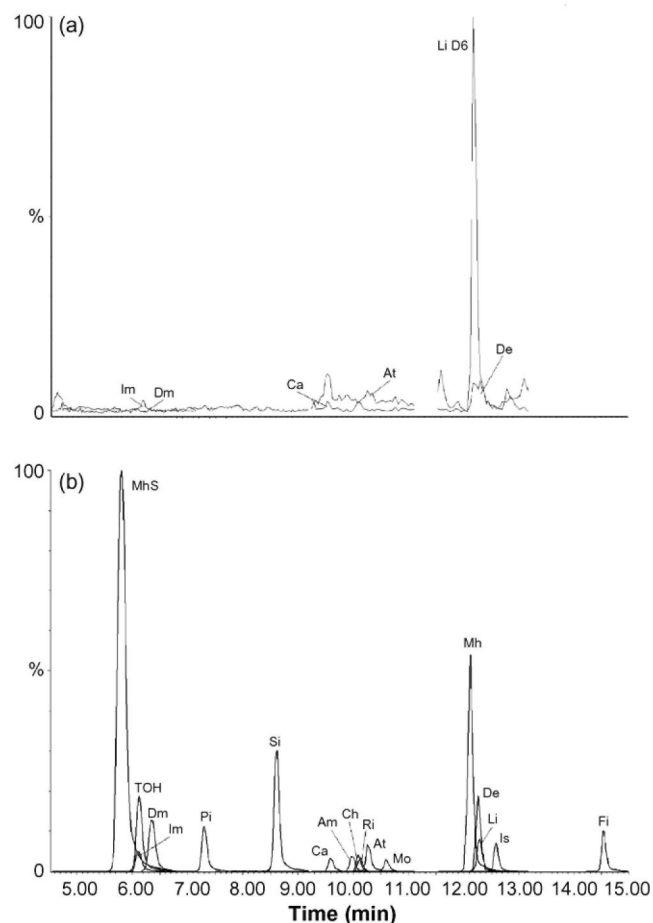 100
(a)
Li D6
%
De
Im
Dm
Ca
At
0
100
(b)
MhS
%
Mh
Si
TOH
Dm
Im
Pi
Ch
Ri
Am
At
Ca
Mo
De
Li
Is
Fi
0
5.00 6.00 7.00 8.00 9.00 10.00 11.00 12.00 13.00 14.00 15.00
Time (min)